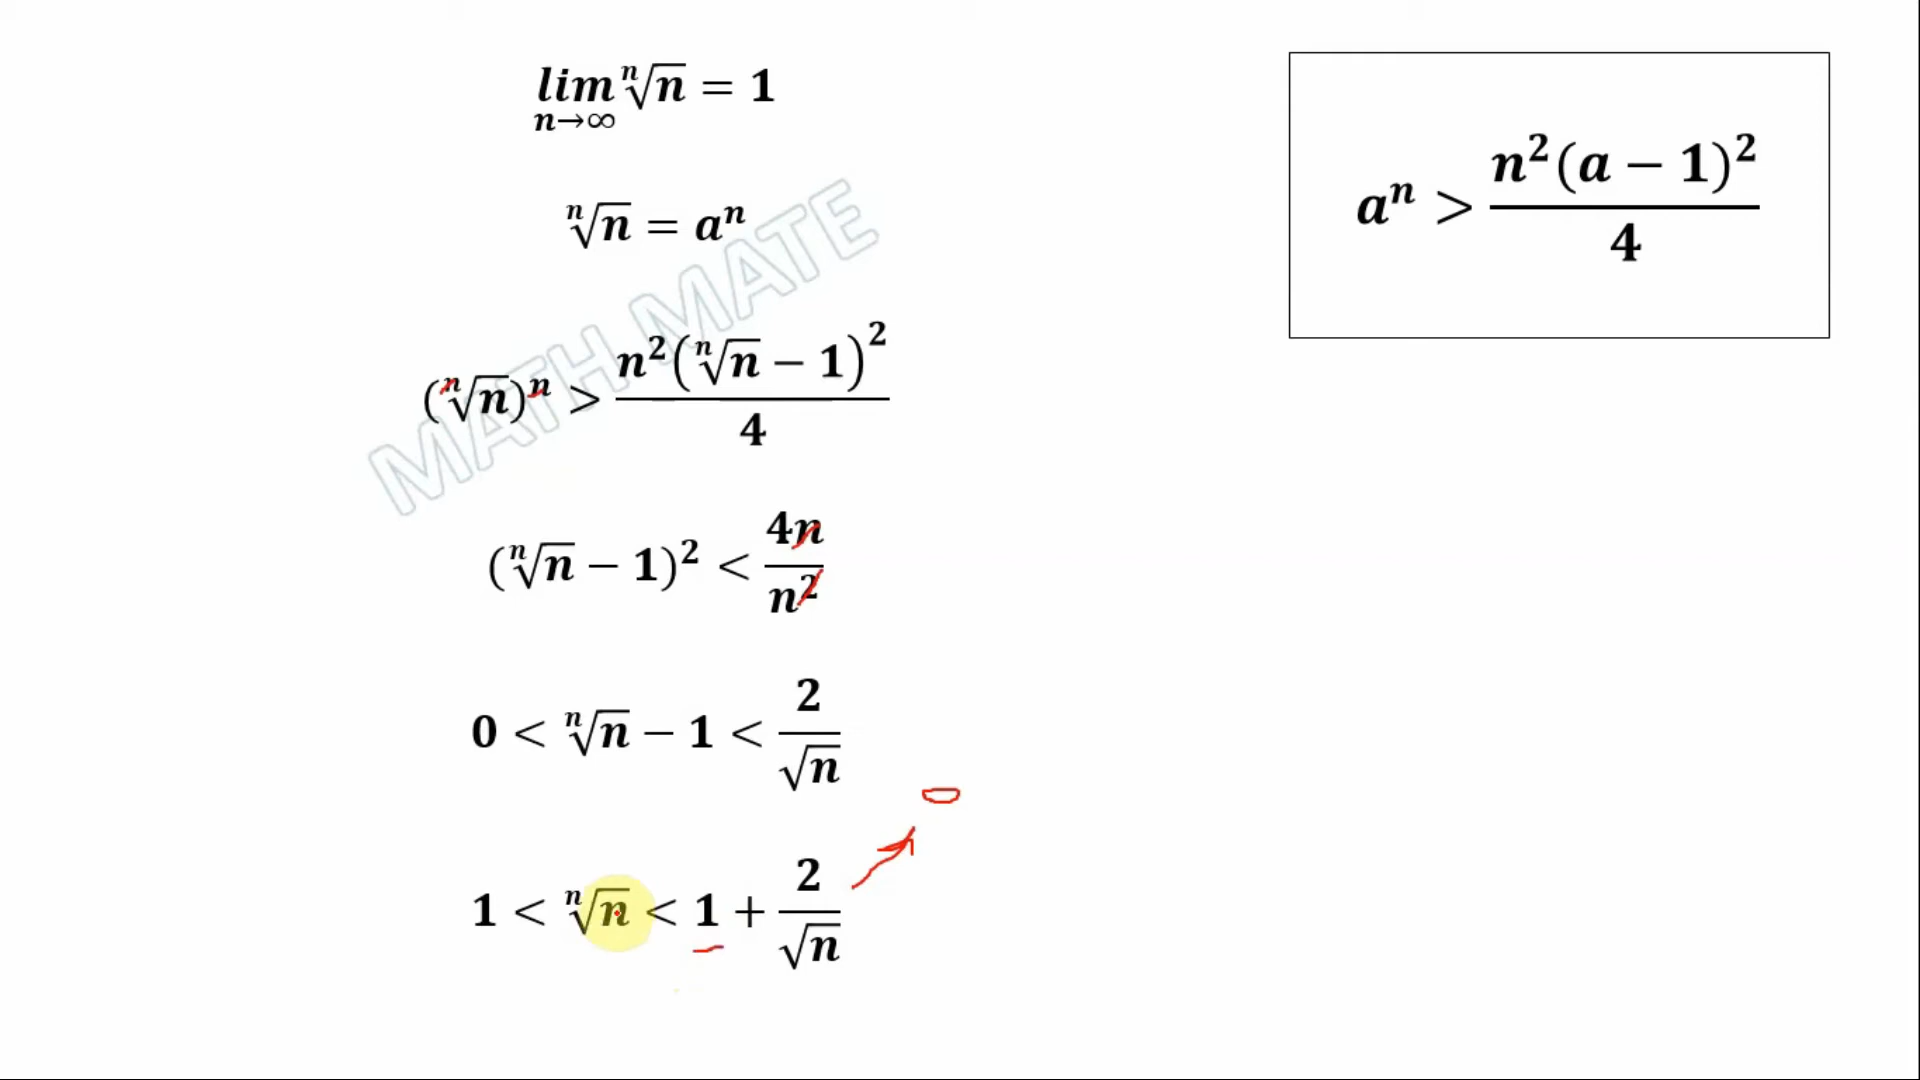 lim n→∞ ⁿ√n = 1
ⁿ√n = aⁿ
(ⁿ√n)ⁿ > n²(ⁿ√n − 1)² / 4
(ⁿ√n − 1)² < 4n / n²
0 < ⁿ√n − 1 < 2 / √n
1 < ⁿ√n < 1 + 2 / √n
0
aⁿ > n²(a − 1)² / 4
MATH MATE